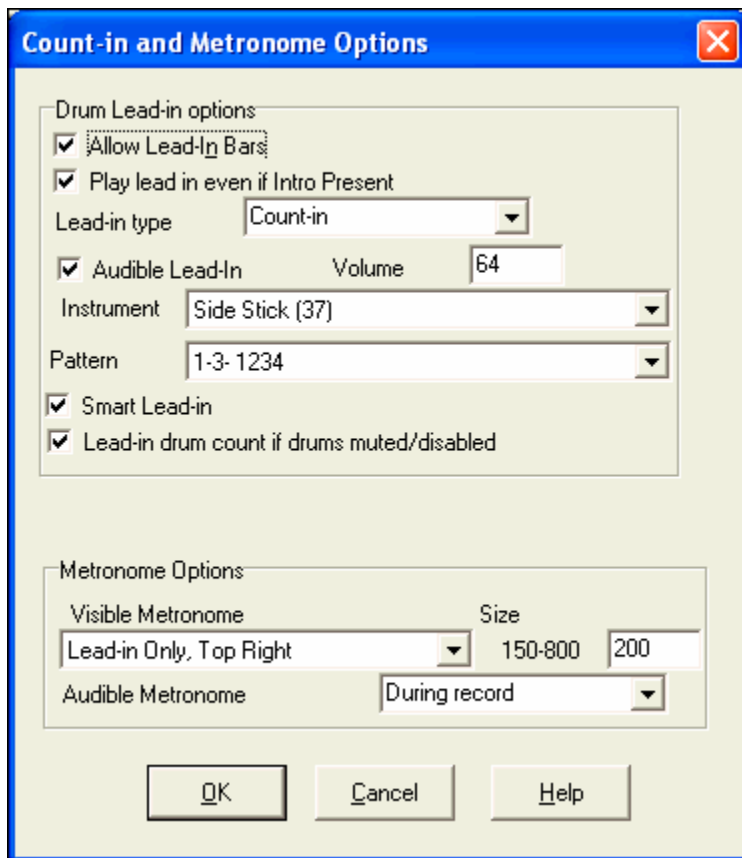 Count-in and Metronome Options
Drum Lead-in options
Allow Lead-In Bars
Play lead in even if Intro Present
Lead-in type Count-in
Audible Lead-In Volume 64
Instrument Side Stick (37)
Pattern 1-3- 1234
Smart Lead-in
Lead-in drum count if drums muted/disabled
Metronome Options
Visible Metronome Size
Lead-in Only, Top Right 150-800 200
Audible Metronome During record
OK Cancel Help